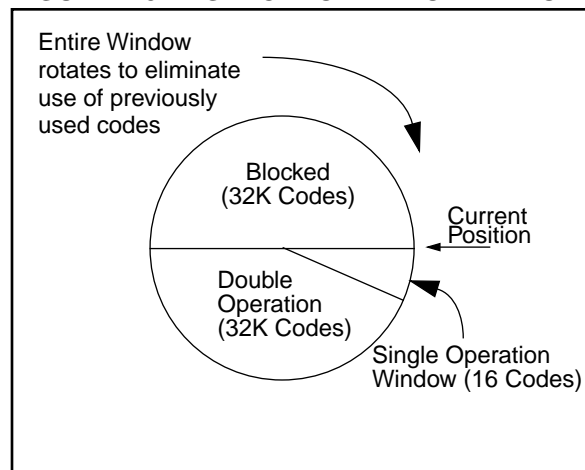 Entire Window
rotates to eliminate
use of previously
used codes
Blocked
(32K Codes)
Current
Position
Double
Operation
(32K Codes)
Single Operation
Window (16 Codes)